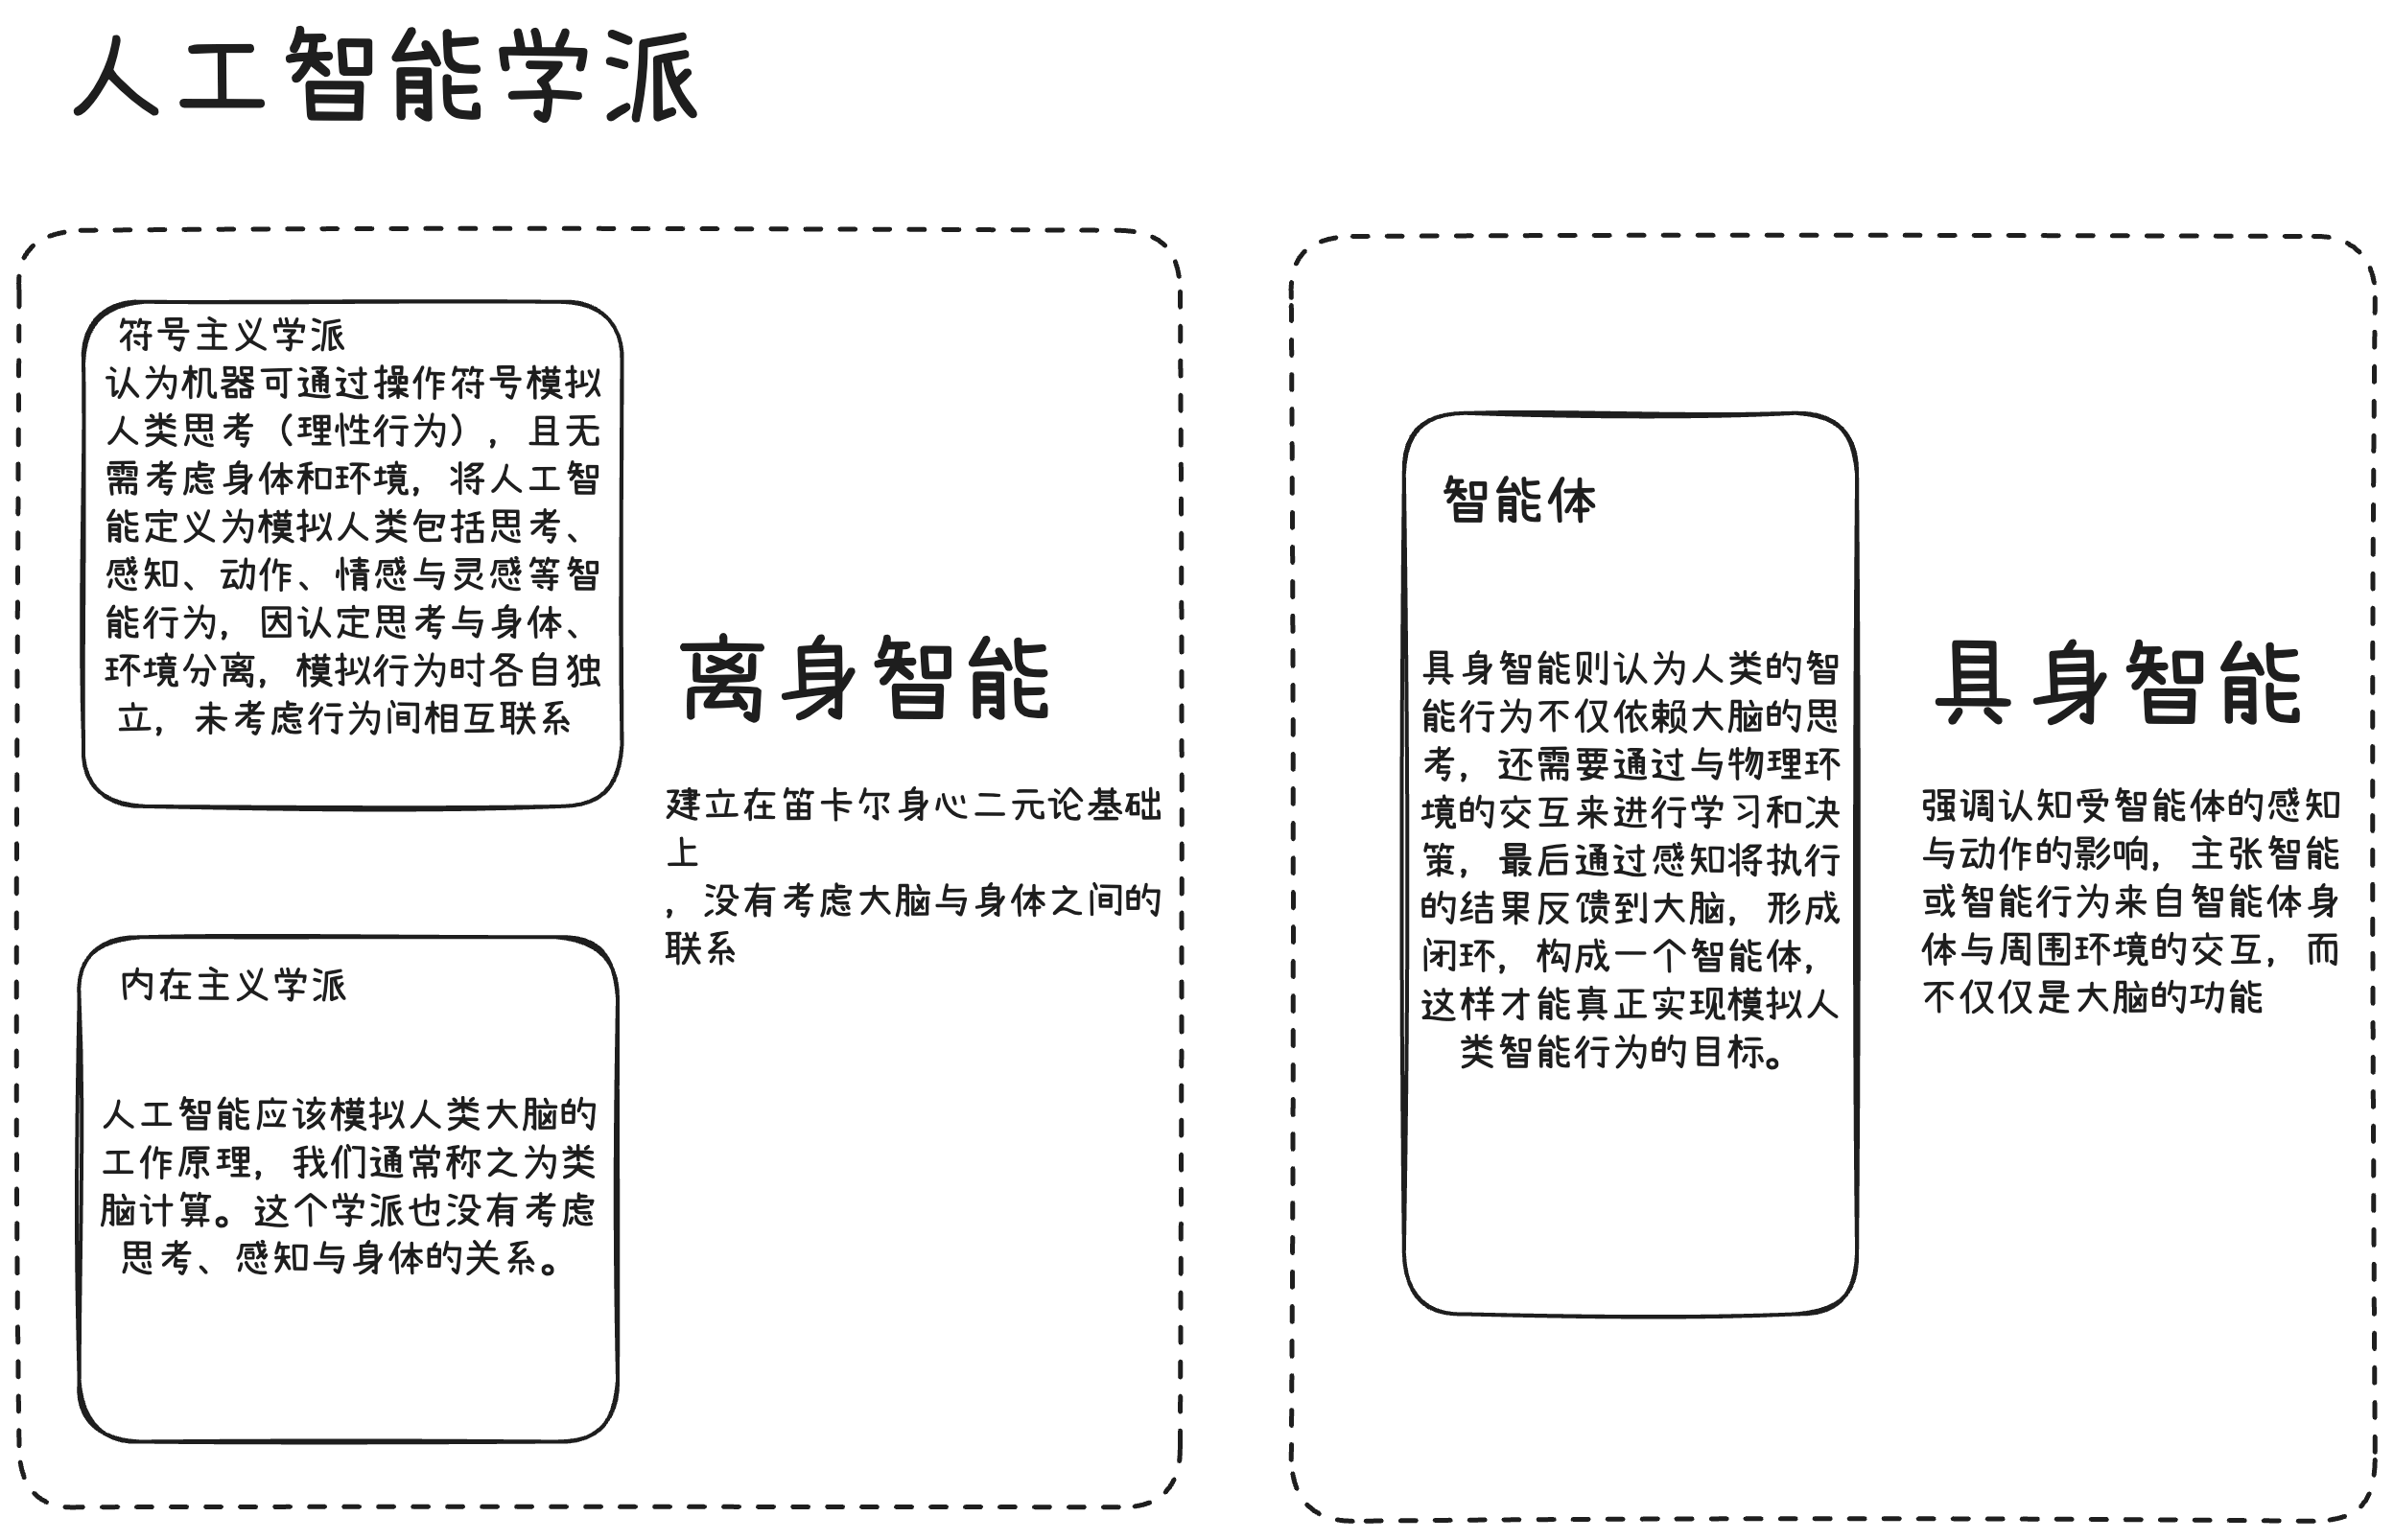 人工智能学派
符号主义学派
认为机器可通过操作符号模拟
人类思考（理性行为），且无
需考虑身体和环境，将人工智
能定义为模拟人类包括思考、
感知、动作、情感与灵感等智
能行为，因认定思考与身体、
环境分离，模拟行为时各自独
立，未考虑行为间相互联系
内在主义学派
人工智能应该模拟人类大脑的
工作原理，我们通常称之为类
脑计算。这个学派也没有考虑
思考、感知与身体的关系。
离身智能
建立在笛卡尔身心二元论基础
上
，没有考虑大脑与身体之间的
联系
智能体
具身智能则认为人类的智
能行为不仅依赖大脑的思
考，还需要通过与物理环
境的交互来进行学习和决
策，最后通过感知将执行
的结果反馈到大脑，形成
闭环，构成一个智能体，
这样才能真正实现模拟人
类智能行为的目标。
具身智能
强调认知受智能体的感知
与动作的影响，主张智能
或智能行为来自智能体身
体与周围环境的交互，而
不仅仅是大脑的功能